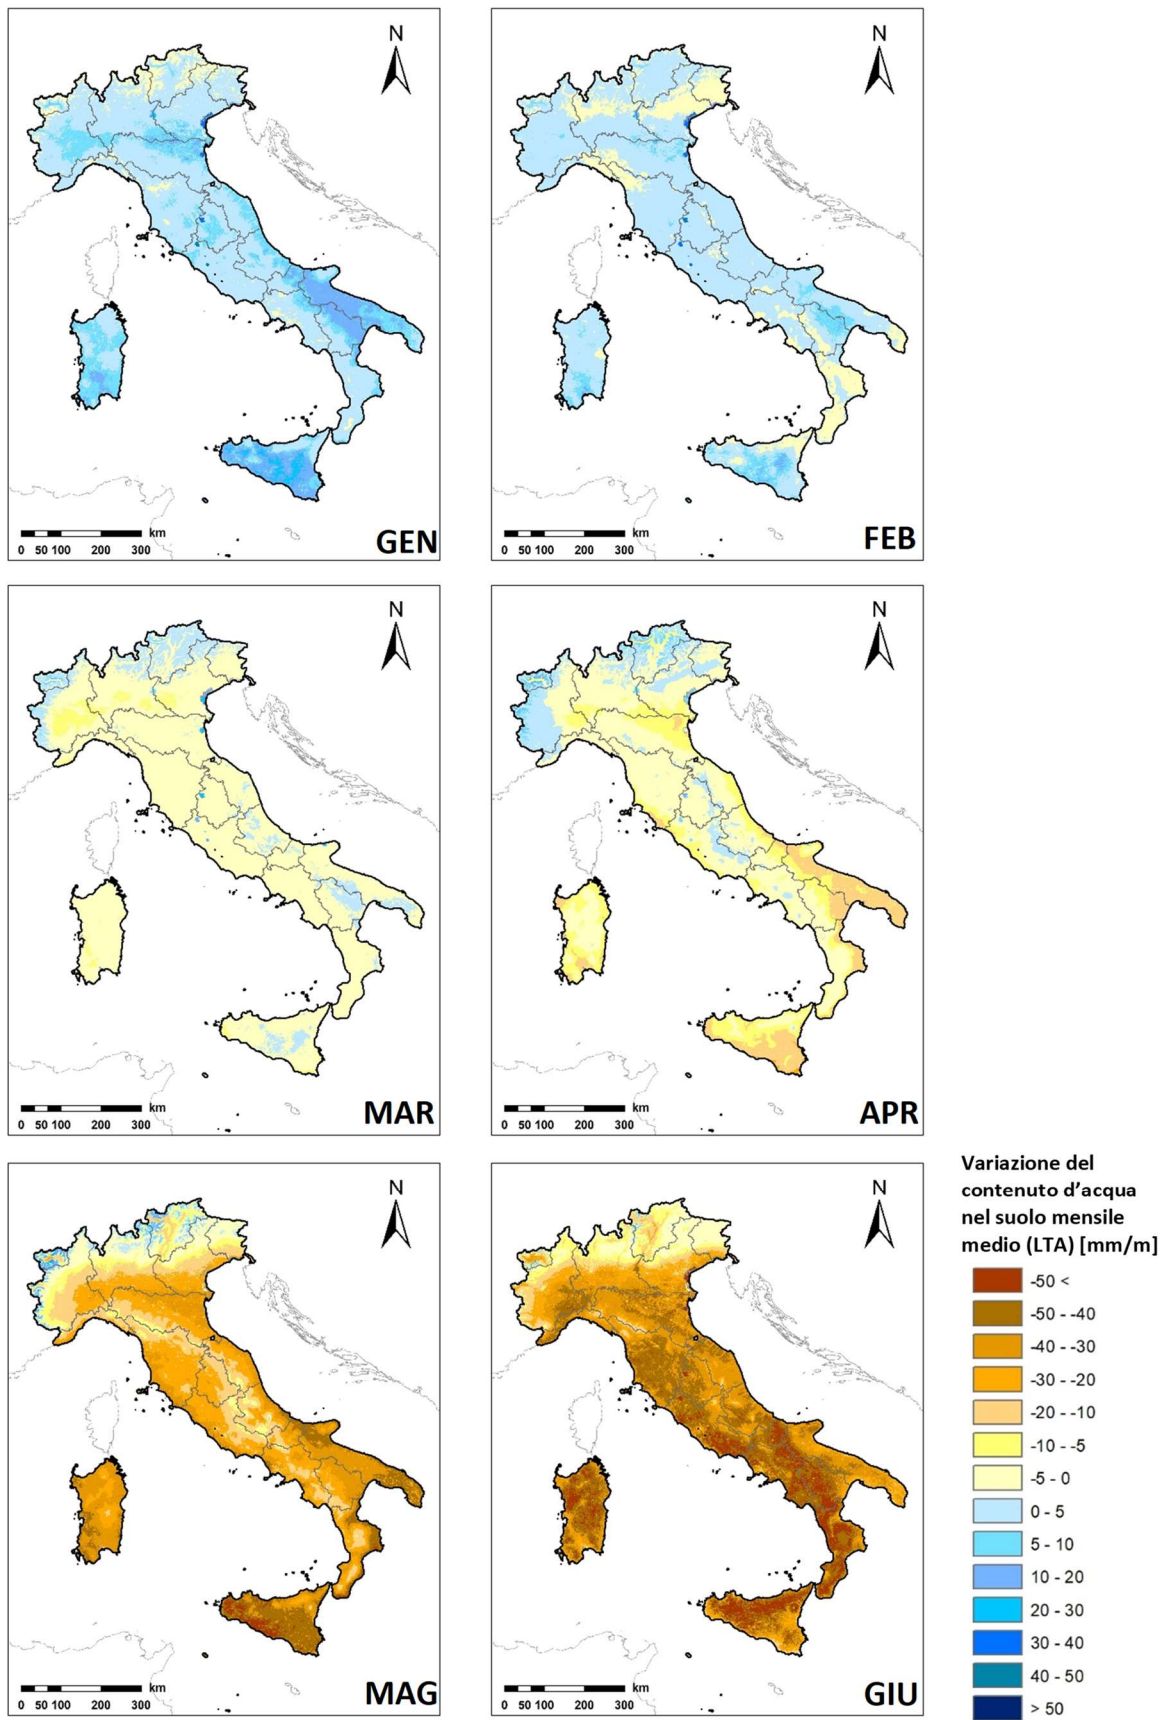 N
N
km
0 50 100 200 300
GEN
km
0 50 100 200 300
FEB
N
N
km
0 50 100 200 300
MAR
km
0 50 100 200 300
APR
N
N
km
0 50 100 200 300
MAG
km
0 50 100 200 300
GIU
Variazione del
contenuto d’acqua
nel suolo mensile
medio (LTA) [mm/m]
-50 <
-50 - -40
-40 - -30
-30 - -20
-20 - -10
-10 - -5
-5 - 0
0 - 5
5 - 10
10 - 20
20 - 30
30 - 40
40 - 50
> 50